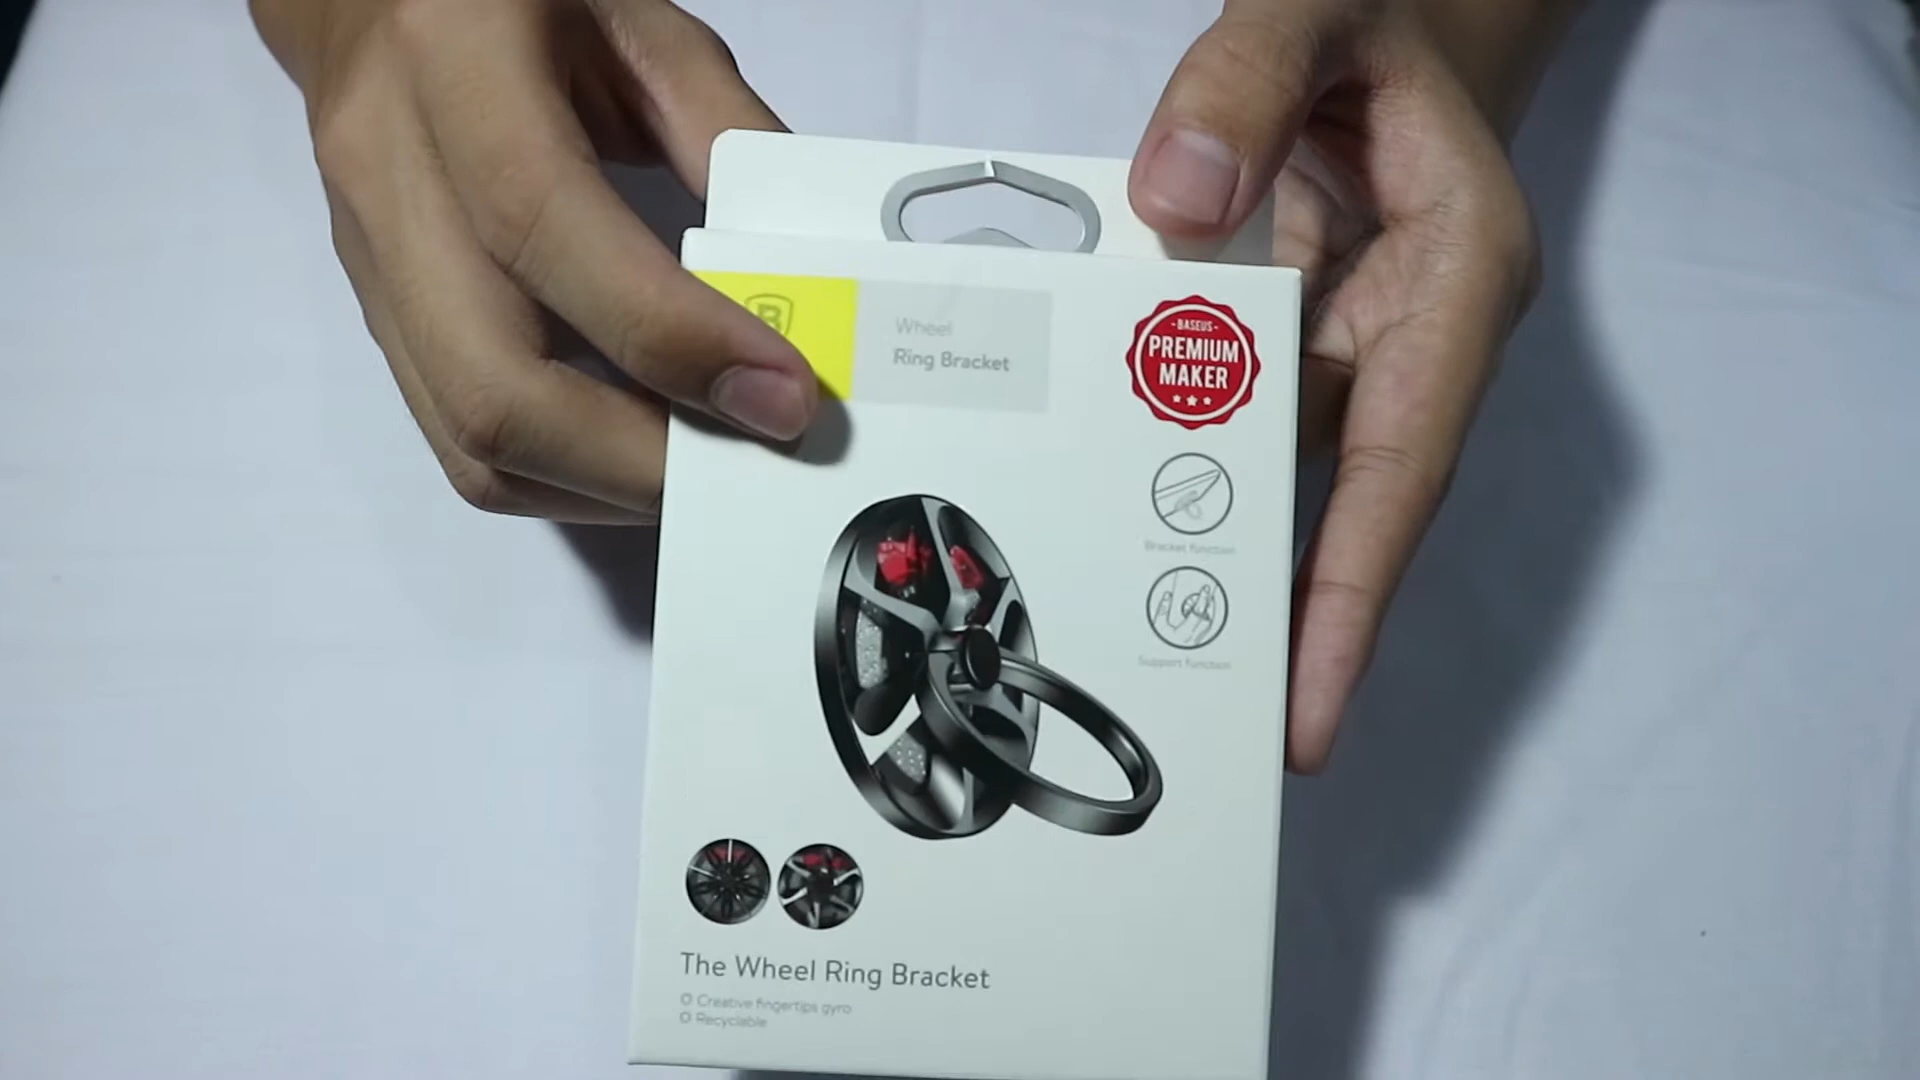 Wheel
Ring Bracket
-BASEUS-
PREMIUM
MAKER
Bracket function
Support function
The Wheel Ring Bracket
Creative fingertips gyro
Recyclable